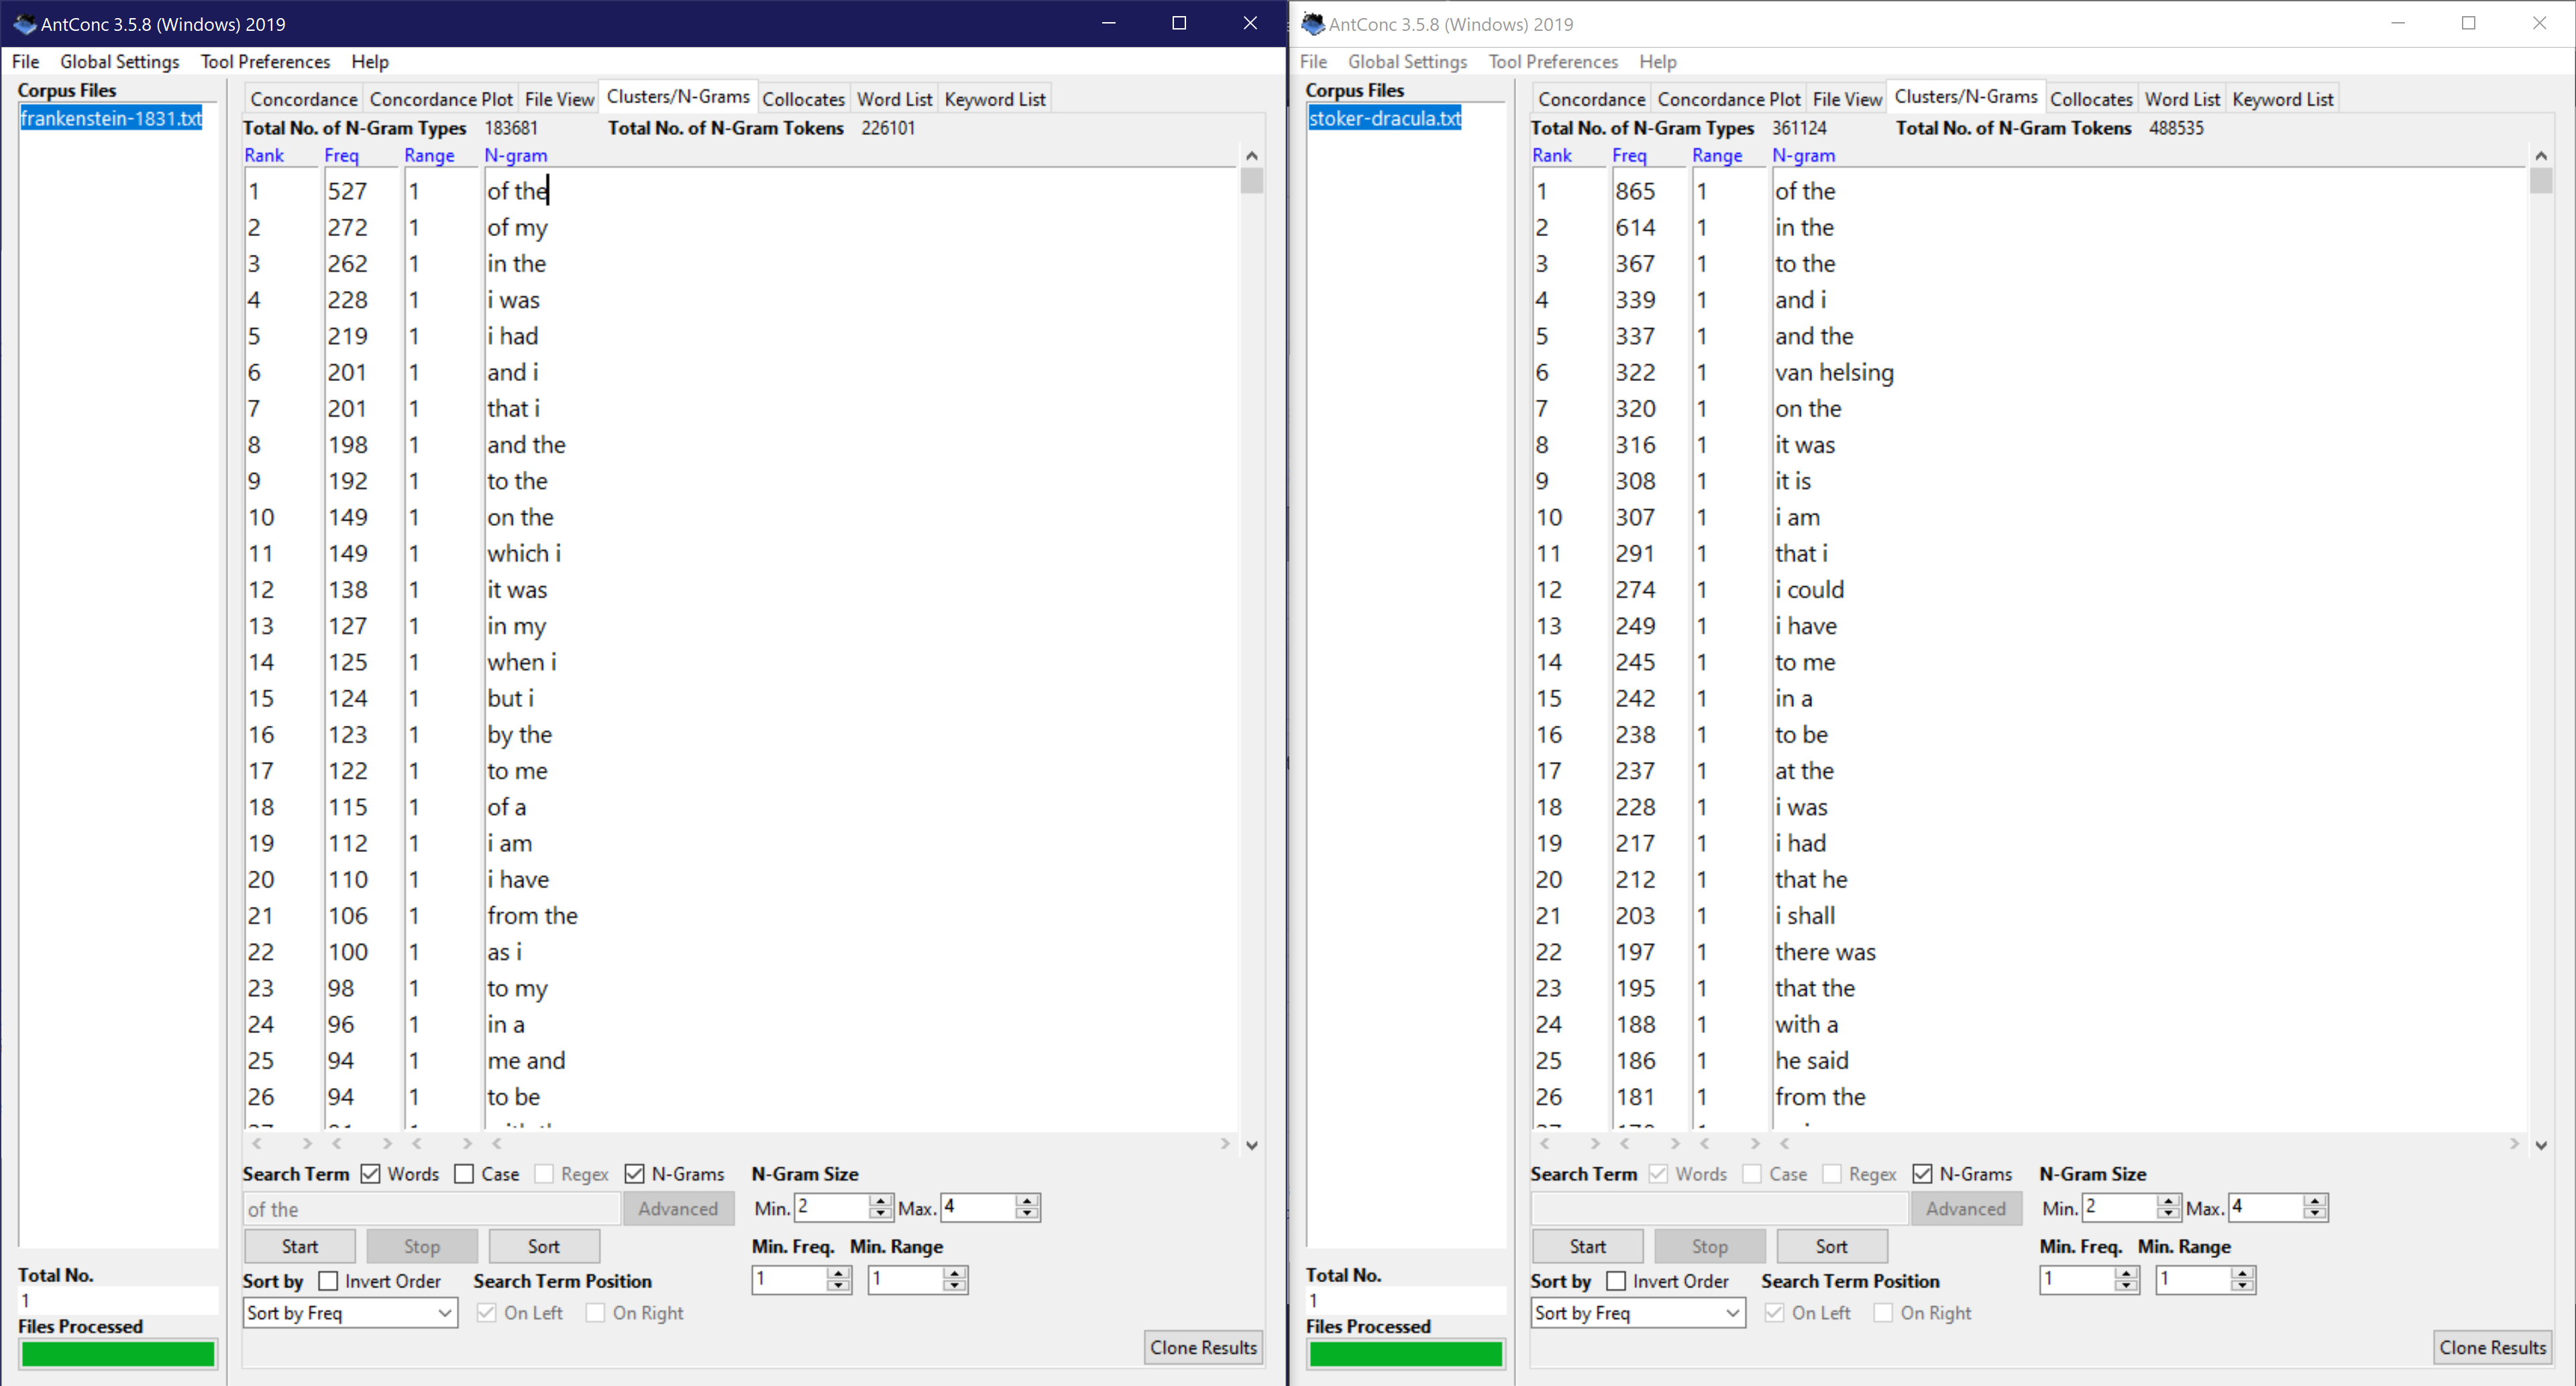 AntConc 3.5.8 (Windows) 2019
File Global Settings Tool Preferences Help
Corpus Files
frankenstein-1831.txt
Concordance Concordance Plot File View Clusters/N-Grams Collocates Word List Keyword List
Total No. of N-Gram Types 183681 Total No. of N-Gram Tokens 226101
Rank Freq Range N-gram
1 527 1 of the
2 272 1 of my
3 262 1 in the
4 228 1 i was
5 219 1 i had
6 201 1 and i
7 201 1 that i
8 198 1 and the
9 192 1 to the
10 149 1 on the
11 149 1 which i
12 138 1 it was
13 127 1 in my
14 125 1 when i
15 124 1 but i
16 123 1 by the
17 122 1 to me
18 115 1 of a
19 112 1 i am
20 110 1 i have
21 106 1 from the
22 100 1 as i
23 98 1 to my
24 96 1 in a
25 94 1 me and
26 94 1 to be
Search Term Words Case Regex N-Grams N-Gram Size
of the Advanced Min. 2 Max. 4
Start Stop Sort Min. Freq. Min. Range
Total No. Sort by Invert Order Search Term Position 1 1
1
Sort by Freq On Left On Right
Files Processed
Clone Results
AntConc 3.5.8 (Windows) 2019
File Global Settings Tool Preferences Help
Corpus Files
stoker-dracula.txt
Concordance Concordance Plot File View Clusters/N-Grams Collocates Word List Keyword List
Total No. of N-Gram Types 361124 Total No. of N-Gram Tokens 488535
Rank Freq Range N-gram
1 865 1 of the
2 614 1 in the
3 367 1 to the
4 339 1 and i
5 337 1 and the
6 322 1 van helsing
7 320 1 on the
8 316 1 it was
9 308 1 it is
10 307 1 i am
11 291 1 that i
12 274 1 i could
13 249 1 i have
14 245 1 to me
15 242 1 in a
16 238 1 to be
17 237 1 at the
18 228 1 i was
19 217 1 i had
20 212 1 that he
21 203 1 i shall
22 197 1 there was
23 195 1 that the
24 188 1 with a
25 186 1 he said
26 181 1 from the
Search Term Words Case Regex N-Grams N-Gram Size
Advanced Min. 2 Max. 4
Start Stop Sort Min. Freq. Min. Range
Total No. Sort by Invert Order Search Term Position 1 1
1
Sort by Freq On Left On Right
Files Processed
Clone Results